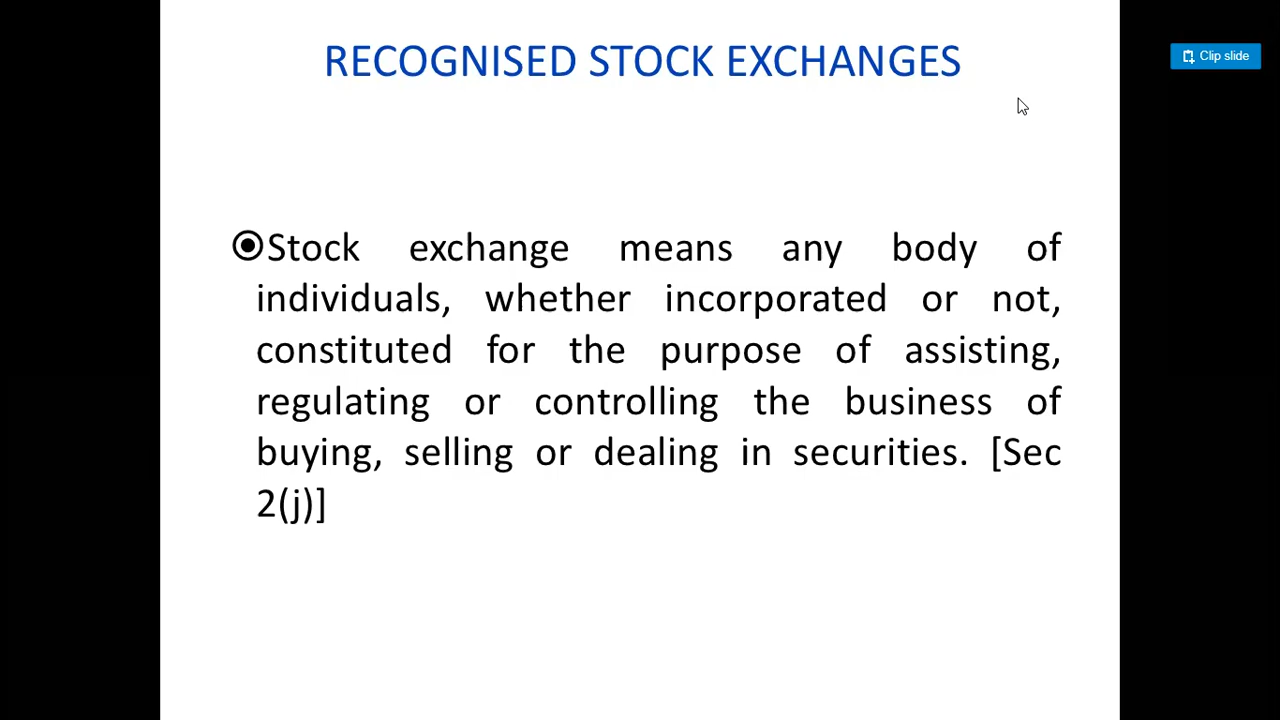 RECOGNISED STOCK EXCHANGES
Clip slide
Stock exchange means any body of
individuals, whether incorporated or not,
constituted for the purpose of assisting,
regulating or controlling the business of
buying, selling or dealing in securities. [Sec
2(j)]